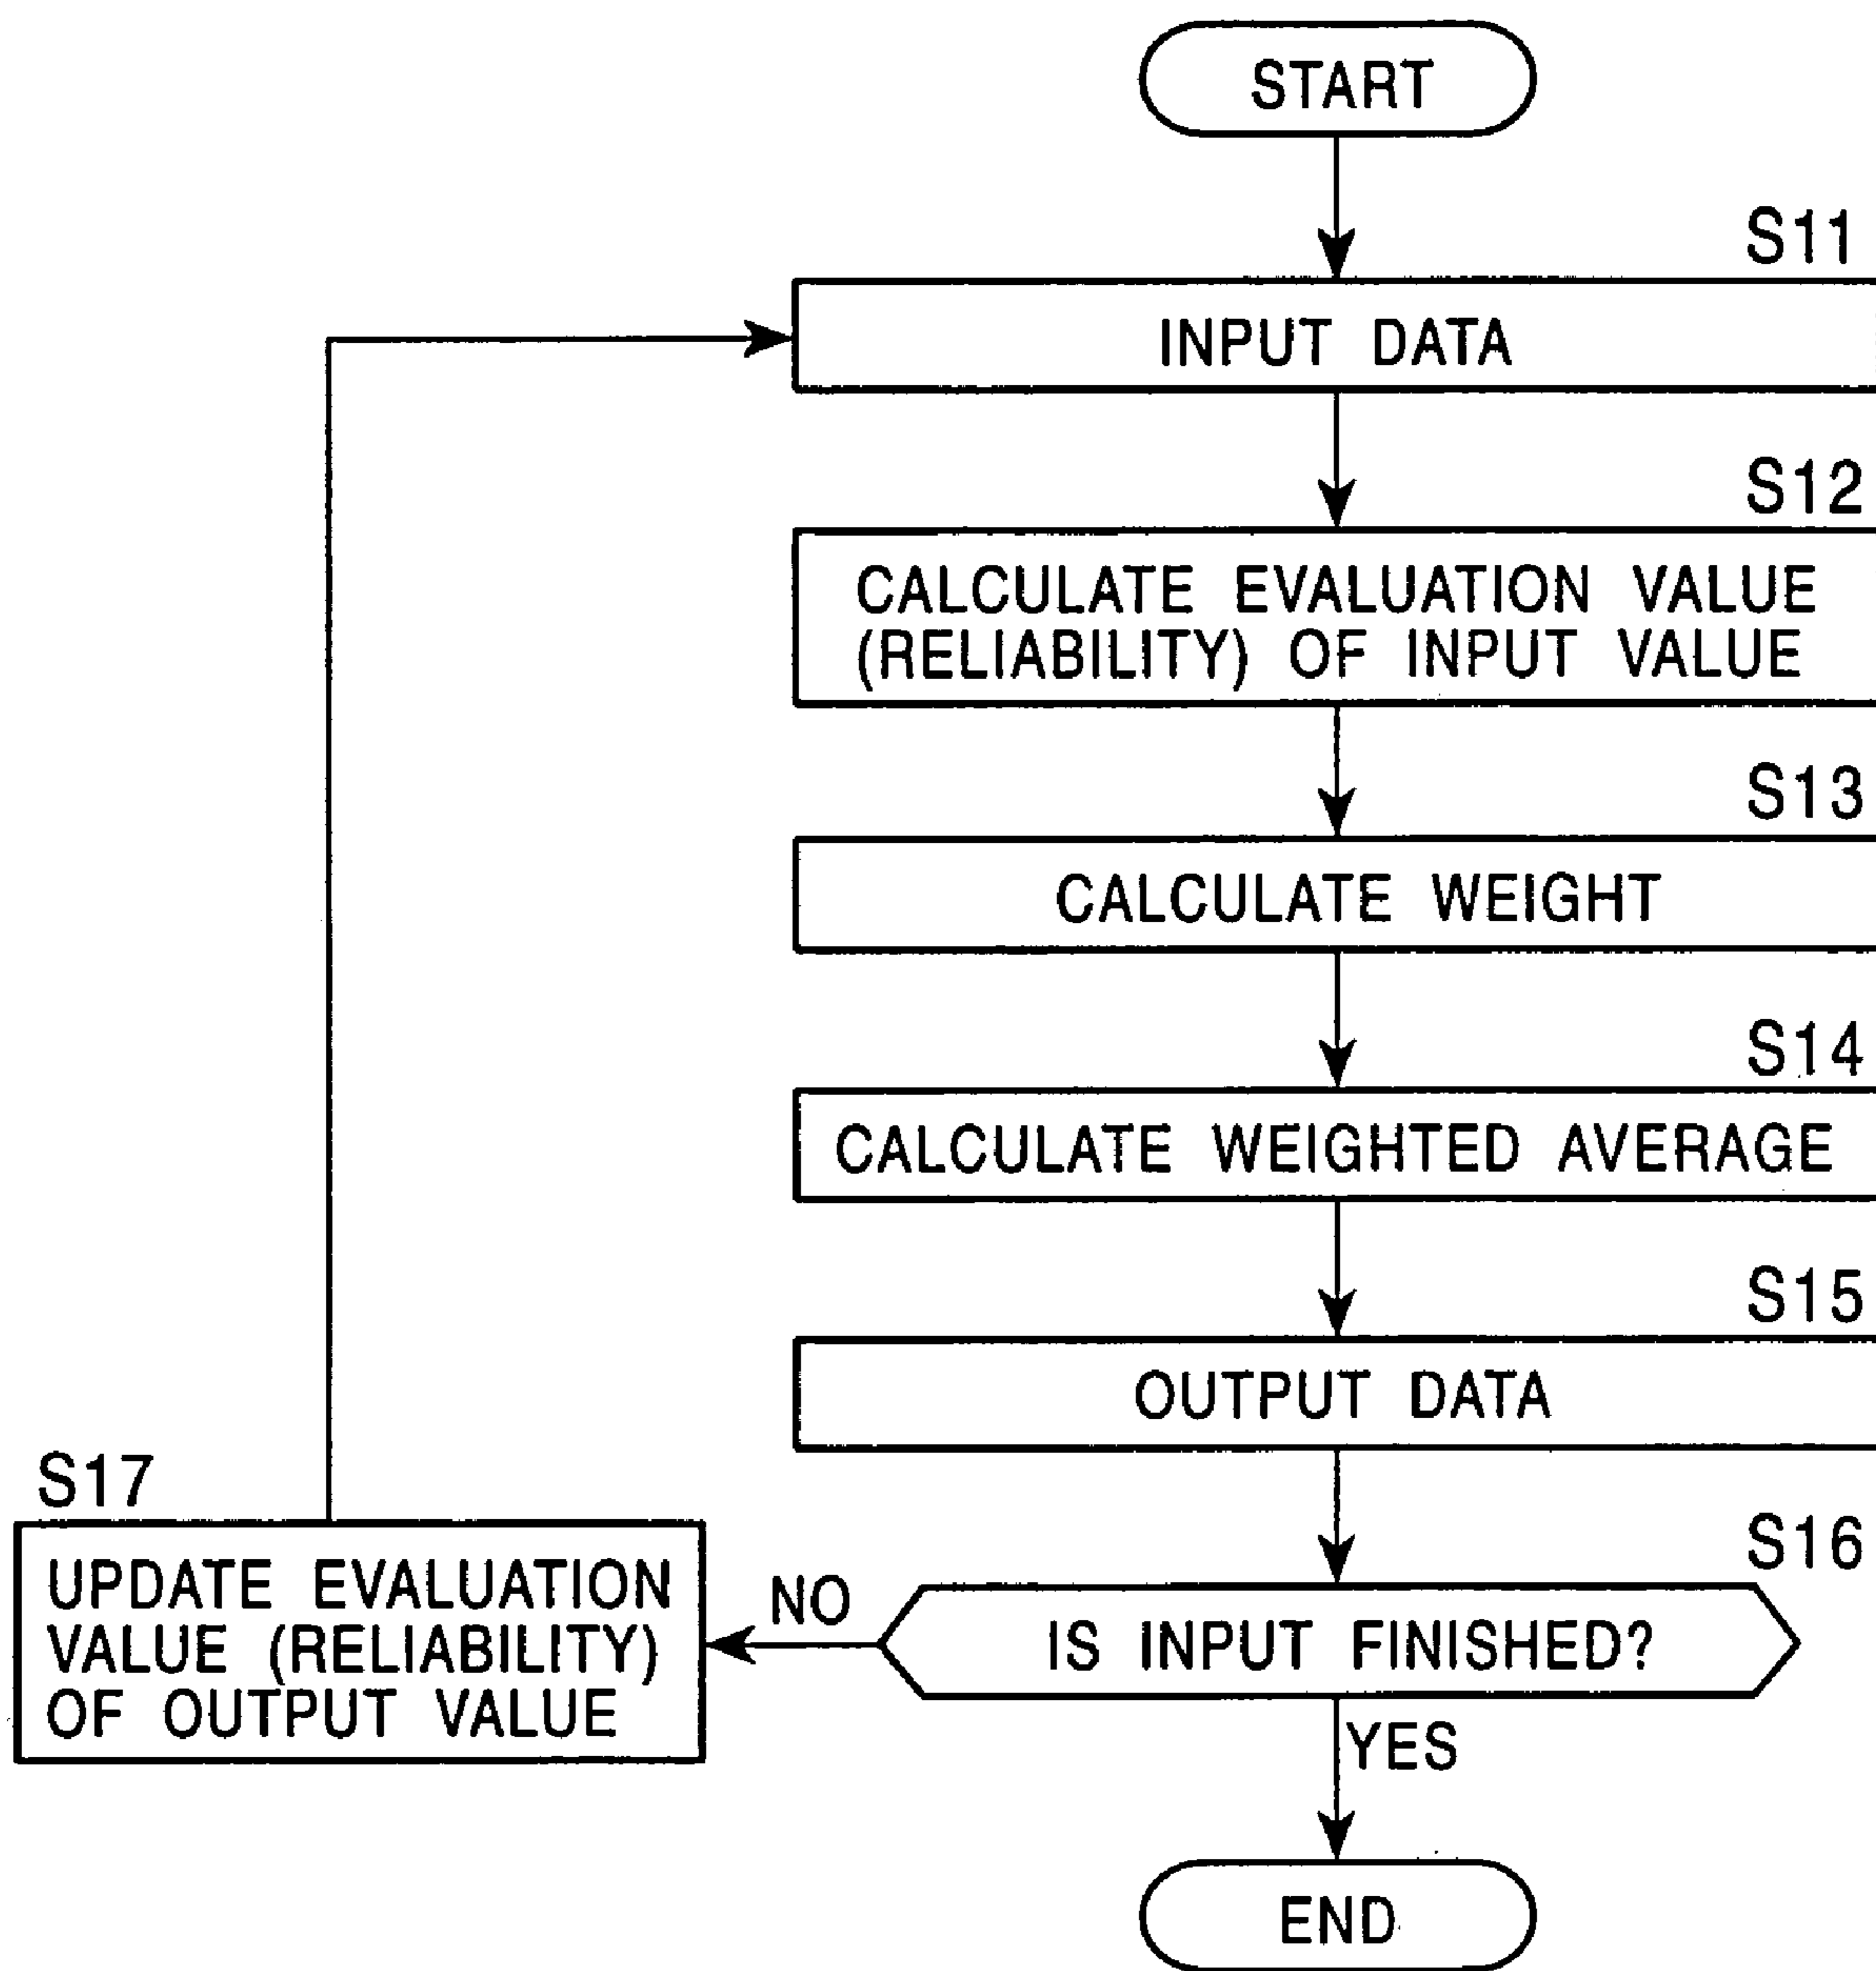 START
S11
INPUT DATA
S12
CALCULATE EVALUATION VALUE
(RELIABILITY) OF INPUT VALUE
S13
CALCULATE WEIGHT
S14
CALCULATE WEIGHTED AVERAGE
S15
OUTPUT DATA
S16
IS INPUT FINISHED?
NO
S17
UPDATE EVALUATION
VALUE (RELIABILITY)
OF OUTPUT VALUE
YES
END